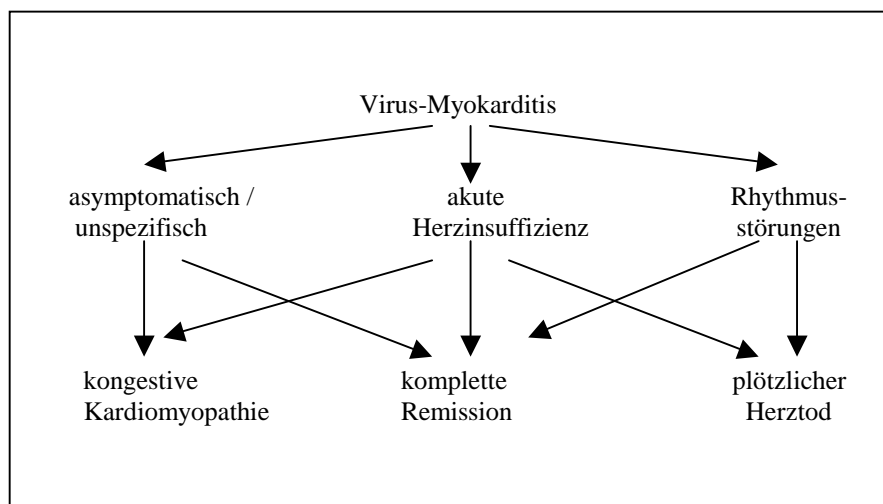 Virus-Myokarditis
asymptomatisch /
unspezifisch
akute
Herzinsuffizienz
Rhythmus-
störungen
kongestive
Kardiomyopathie
komplette
Remission
plötzlicher
Herztod